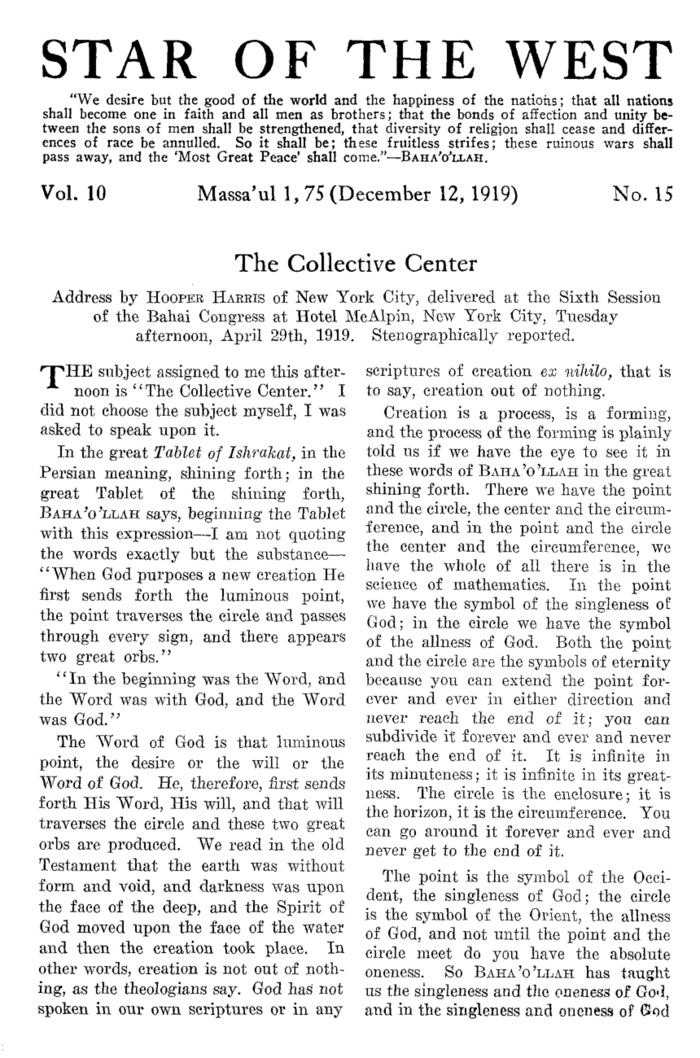 STAR OF THE WEST
"We desire but the good of the world and the happiness of the nations; that all nations
shall become one in faith and all men as brothers; that the bonds of affection and unity be-
tween the sons of men shall be strengthened, that diversity of religion shall cease and differ-
ences of race be annulled. So it shall be; these fruitless strifes; these ruinous wars shall
pass away, and the 'Most Great Peace' shall come."—BAHA'O'LLAH.
Vol. 10 Massa'ul 1, 75 (December 12, 1919) No. 15
The Collective Center
Address by HOOPER HARRIS of New York City, delivered at the Sixth Session
of the Bahai Congress at Hotel McAlpin, New York City, Tuesday
afternoon, April 29th, 1919. Stenographically reported.
THE subject assigned to me this after-
noon is "The Collective Center." I
did not choose the subject myself, I was
asked to speak upon it.
In the great Tablet of Ishrakat, in the
Persian meaning, shining forth; in the
great Tablet of the shining forth,
BAHA'O'LLAH says, beginning the Tablet
with this expression—I am not quoting
the words exactly but the substance—
"When God purposes a new creation He
first sends forth the luminous point,
the point traverses the circle and passes
through every sign, and there appears
two great orbs."
"In the beginning was the Word, and
the Word was with God, and the Word
was God."
The Word of God is that luminous
point, the desire or the will or the
Word of God. He, therefore, first sends
forth His Word, His will, and that will
traverses the circle and these two great
orbs are produced. We read in the old
Testament that the earth was without
form and void, and darkness was upon
the face of the deep, and the Spirit of
God moved upon the face of the water
and then the creation took place. In
other words, creation is not out of noth-
ing, as the theologians say. God has not
spoken in our own scriptures or in any
scriptures of creation ex nihilo, that is
to say, creation out of nothing.
Creation is a process, is a forming,
and the process of the forming is plainly
told us if we have the eye to see it in
these words of BAHA'O'LLAH in the great
shining forth. There we have the point
and the circle, the center and the circum-
ference, and in the point and the circle
the center and the circumference, we
have the whole of all there is in the
science of mathematics. In the point
we have the symbol of the singleness of
God; in the circle we have the symbol
of the allness of God. Both the point
and the circle are the symbols of eternity
because you can extend the point for-
ever and ever in either direction and
never reach the end of it; you can
subdivide it forever and ever and never
reach the end of it. It is infinite in
its minuteness; it is infinite in its great-
ness. The circle is the enclosure; it is
the horizon, it is the circumference. You
can go around it forever and ever and
never get to the end of it.
The point is the symbol of the Occi-
dent, the singleness of God; the circle
is the symbol of the Orient, the allness
of God, and not until the point and the
circle meet do you have the absolute
oneness. So BAHA'O'LLAH has taught
us the singleness and the oneness of God,
and in the singleness and oneness of God